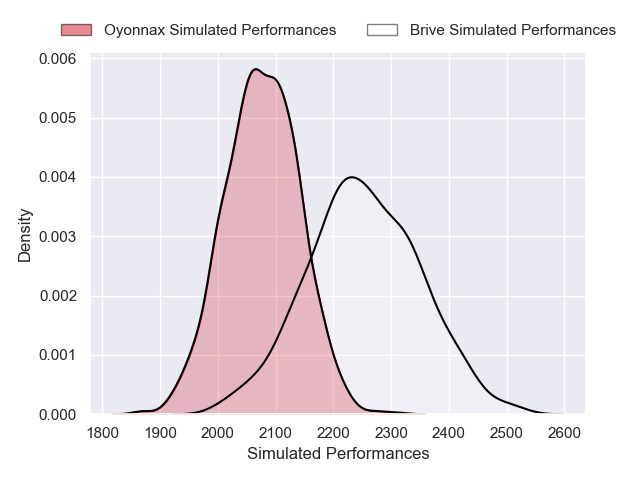 Oyonnax Simulated Performances
Brive Simulated Performances
0.006
0.005
0.004
0.003
0.002
0.001
0.000
Density
1800 1900 2000 2100 2200 2300 2400 2500 2600
Simulated Performances